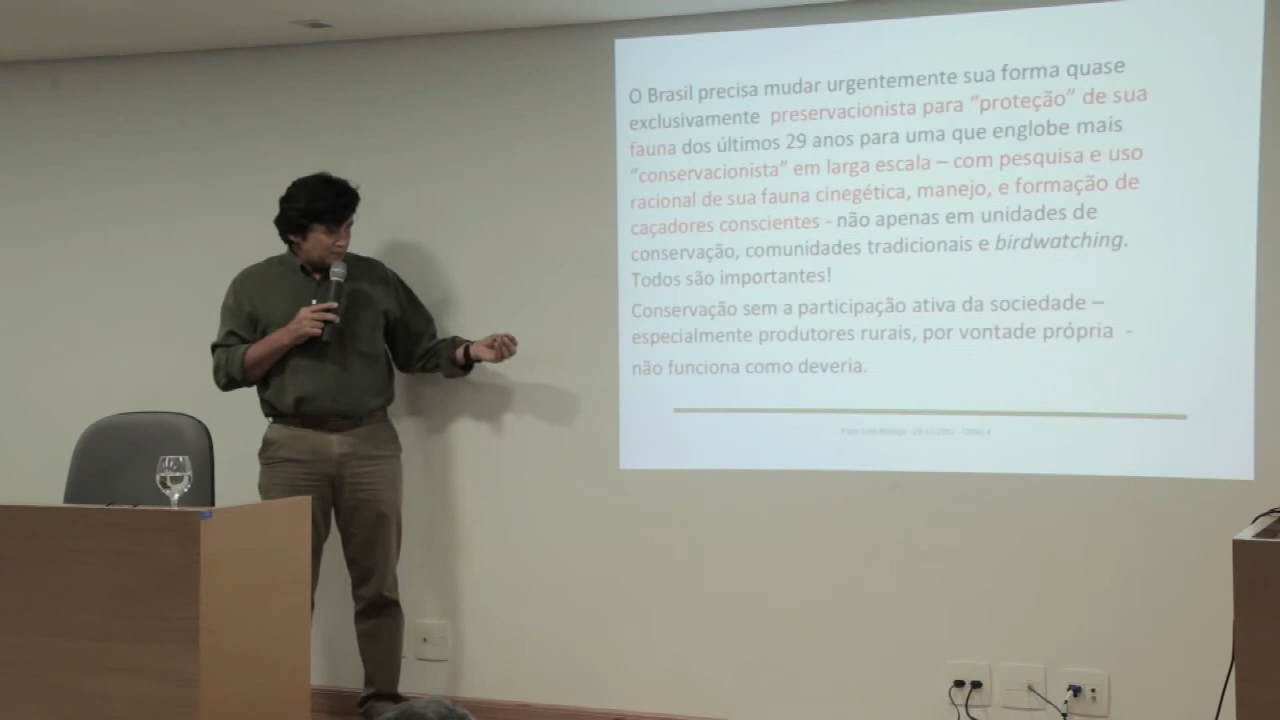 O Brasil precisa mudar urgentemente sua forma quase
exclusivamente preservacionista para “proteção” de sua
fauna dos últimos 29 anos para uma que englobe mais
“conservacionista” em larga escala – com pesquisa e uso
racional de sua fauna cinegética, manejo, e formação de
caçadores conscientes - não apenas em unidades de
conservação, comunidades tradicionais e birdwatching.
Todos são importantes!
Conservação sem a participação ativa da sociedade –
especialmente produtores rurais, por vontade própria -
não funciona como deveria.